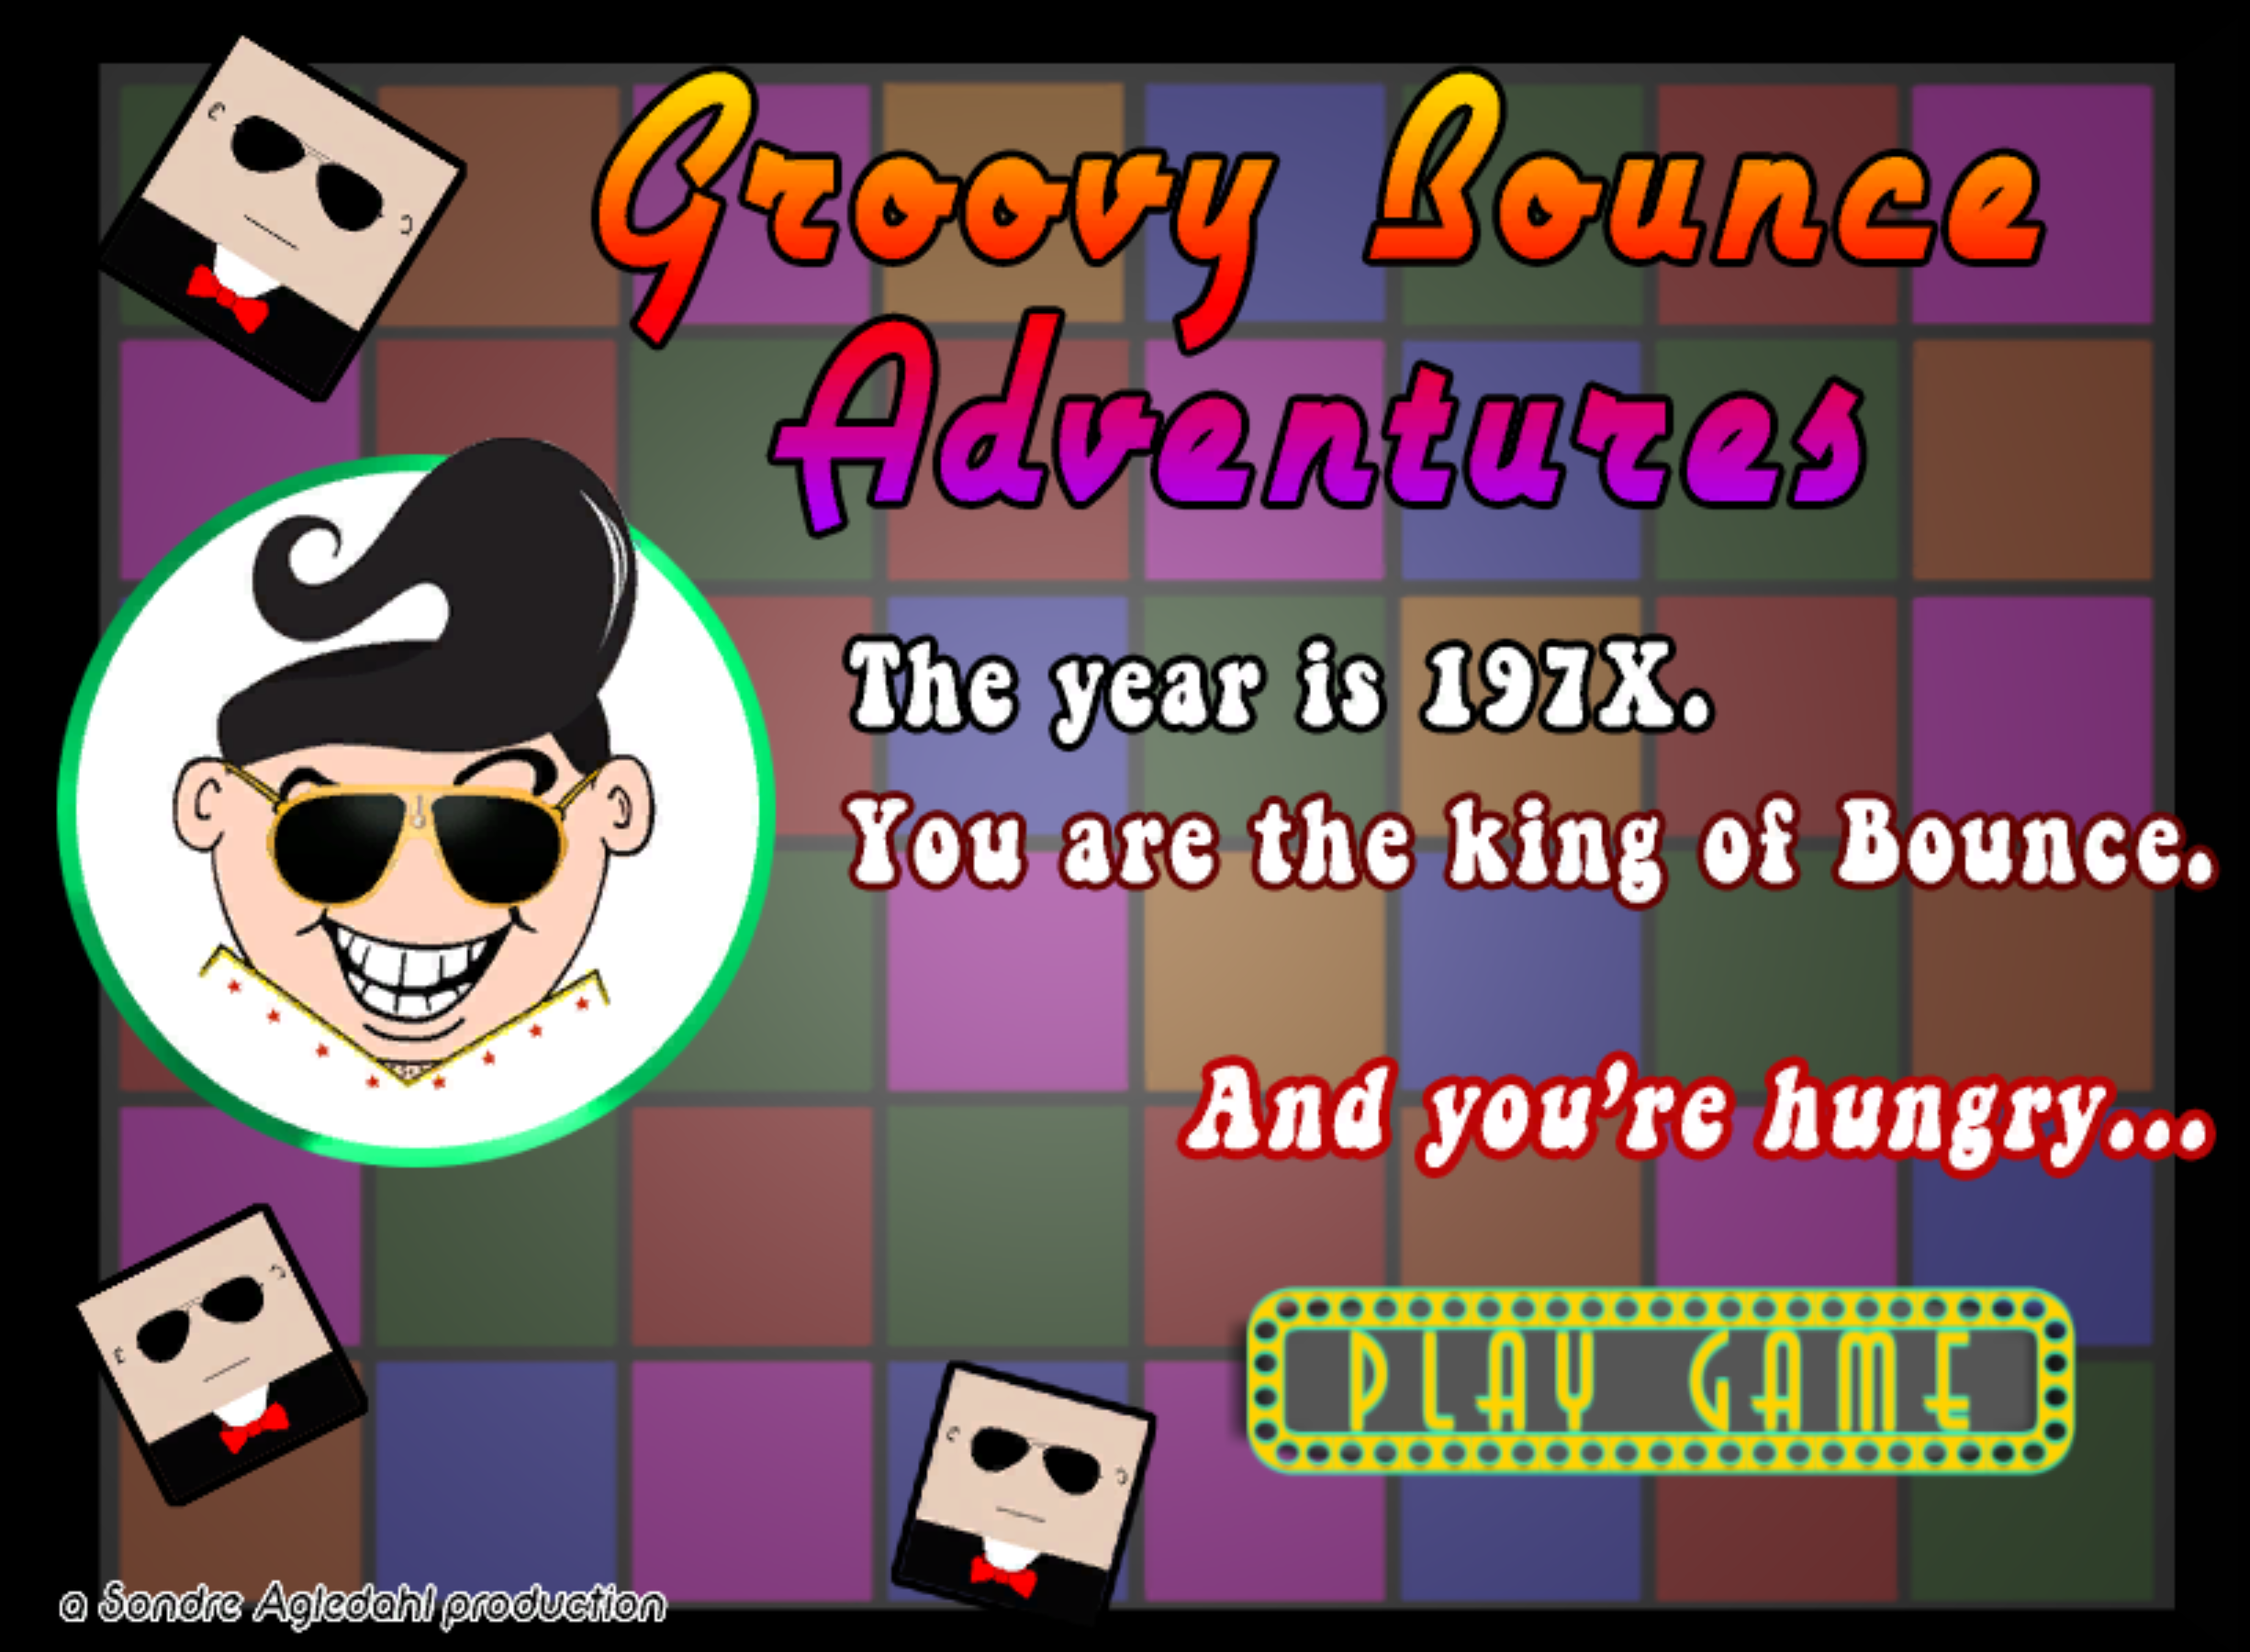 Groovy Bounce
Adventures
The year is 197X.
You are the king of Bounce.
And you're hungry...
PLAY GAME
a Sondre Agledahl production